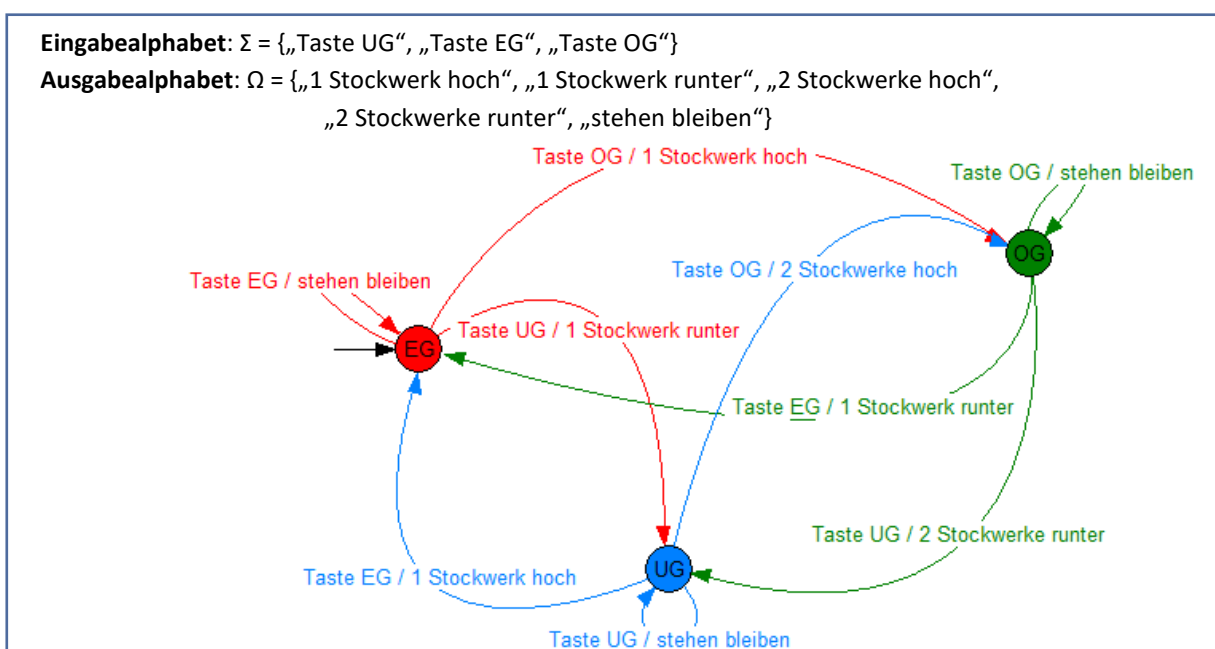 Eingabealphabet: Σ = {„Taste UG“, „Taste EG“, „Taste OG“}
Ausgabealphabet: Ω = {„1 Stockwerk hoch“, „1 Stockwerk runter“, „2 Stockwerke hoch“,
„2 Stockwerke runter“, „stehen bleiben“}
Taste OG / 1 Stockwerk hoch
Taste OG / stehen bleiben
OG
Taste OG / 2 Stockwerke hoch
Taste EG / stehen bleiben
Taste UG / 1 Stockwerk runter
EG
Taste EG / 1 Stockwerk runter
Taste UG / 2 Stockwerke runter
UG
Taste EG / 1 Stockwerk hoch
Taste UG / stehen bleiben